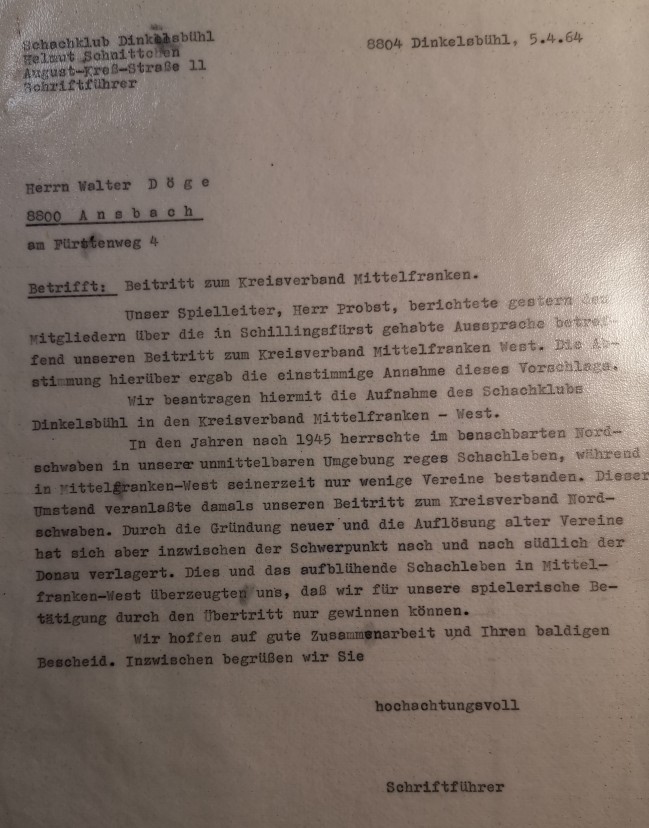 Schachklub Dinkelsbühl
Helmut Schnittchen
August-Kreß-Straße 11
Schriftführer
8804 Dinkelsbühl, 5.4.64
Herrn Walter D ö g e
8800 A n s b a c h
am Fürstenweg 4
Betrifft: Beitritt zum Kreisverband Mittelfranken.
Unser Spielleiter, Herr Probst, berichtete gestern den
Mitgliedern über die in Schillingsfürst gehabte Aussprache betref-
fend unseren Beitritt zum Kreisverband Mittelfranken West. Die Ab-
stimmung hierüber ergab die einstimmige Annahme dieses Vorschlags.
Wir beantragen hiermit die Aufnahme des Schachklubs
Dinkelsbühl in den Kreisverband Mittelfranken - West.
In den Jahren nach 1945 herrschte im benachbarten Nord-
schwaben in unserer unmittelbaren Umgebung reges Schachleben, während
in Mittelfranken-West seinerzeit nur wenige Vereine bestanden. Dieser
Umstand veranlaßte damals unseren Beitritt zum Kreisverband Nord-
schwaben. Durch die Gründung neuer und die Auflösung alter Vereine
hat sich aber inzwischen der Schwerpunkt nach und nach südlich der
Donau verlagert. Dies und das aufblühende Schachleben in Mittel-
franken-West überzeugten uns, daß wir für unsere spielerische Be-
tätigung durch den Übertritt nur gewinnen können.
Wir hoffen auf gute Zusammenarbeit und Ihren baldigen
Bescheid. Inzwischen begrüßen wir Sie
hochachtungsvoll
Schriftführer